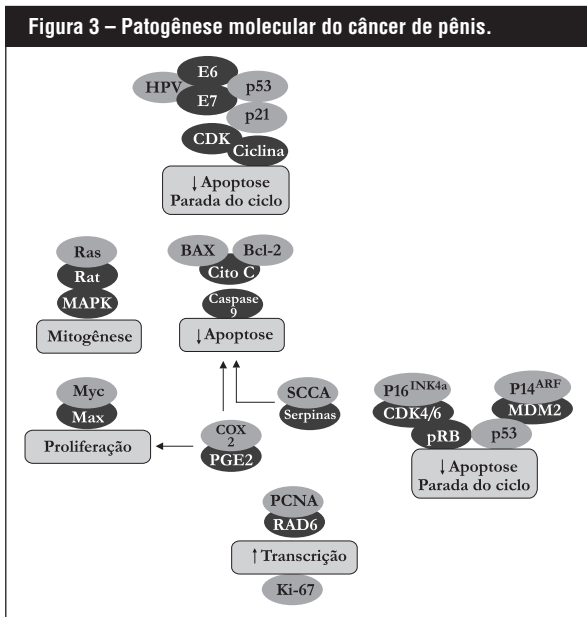 Figura 3 – Patogênese molecular do câncer de pênis.
HPV
E6
E7
p53
p21
CDK
Ciclina
↓ Apoptose
Parada do ciclo
Ras
Rat
MAPK
Mitogênese
BAX
Bcl-2
Cito C
Caspase
9
↓ Apoptose
Myc
Max
Proliferação
COX
2
PGE2
SCCA
Serpinas
P16INK4a
CDK4/6
pRB
P14ARF
MDM2
p53
↓ Apoptose
Parada do ciclo
PCNA
RAD6
↑ Transcrição
Ki-67